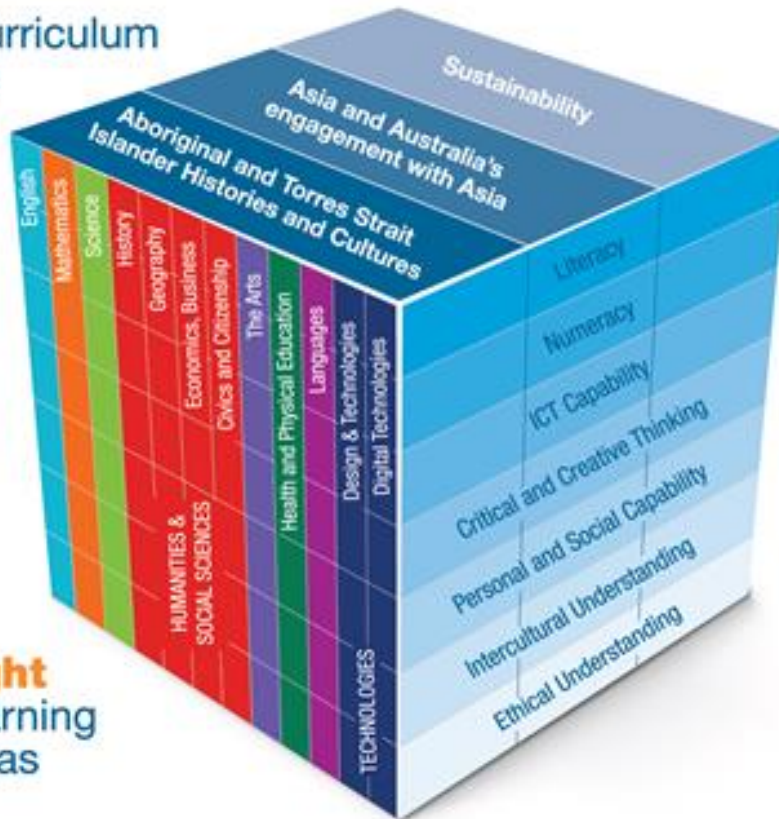 urriculum
Sustainability
Asia and Australia's
engagement with Asia
Aboriginal and Torres Strait
Islander Histories and Cultures
English
Mathematics
Science
History
Geography
Economics, Business
Civics and Citizenship
HUMANITIES &
SOCIAL SCIENCES
The Arts
Health and Physical Education
Languages
Design & Technologies
Digital Technologies
TECHNOLOGIES
Literacy
Numeracy
ICT Capability
Critical and Creative Thinking
Personal and Social Capability
Intercultural Understanding
Ethical Understanding
ht
rning
as